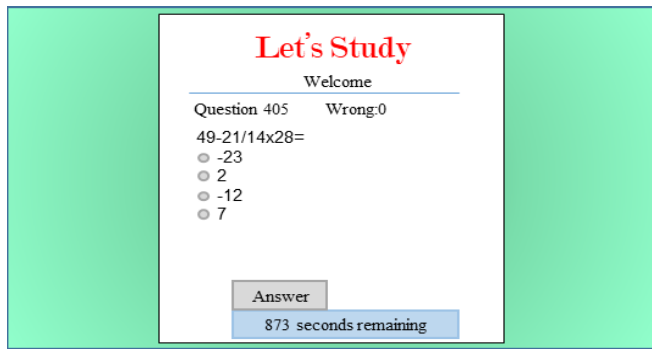 Let's Study
Welcome
Question 405 Wrong:0
49-21/14x28=
-23
2
-12
7
Answer
873 seconds remaining